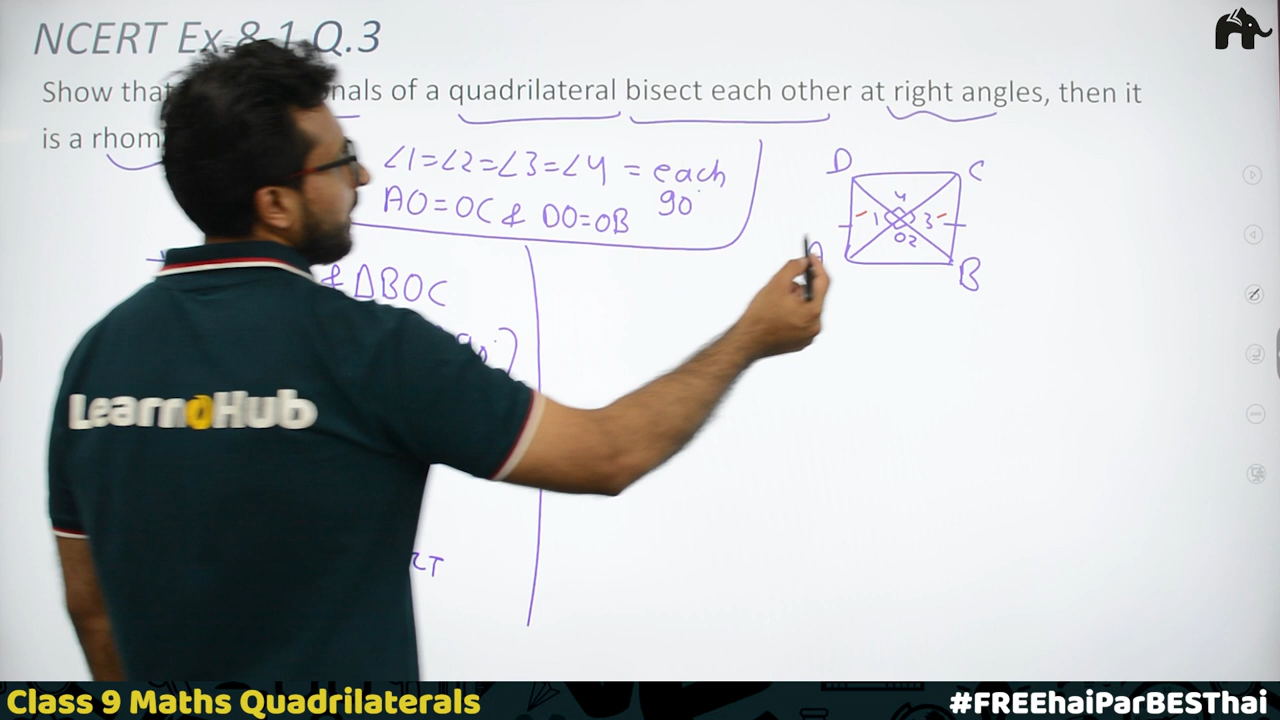 NCERT Ex.8.1 Q.3
Show that nals of a quadrilateral bisect each other at right angles, then it
is a rhom
∠1=∠2=∠3=∠4 = each
90°
AO=OC & DO=OB
D C
4
1 3
O2
A B
& ΔBOC
90°)
LearnoHub
Class 9 Maths Quadrilaterals
#FREEhaiParBESThai